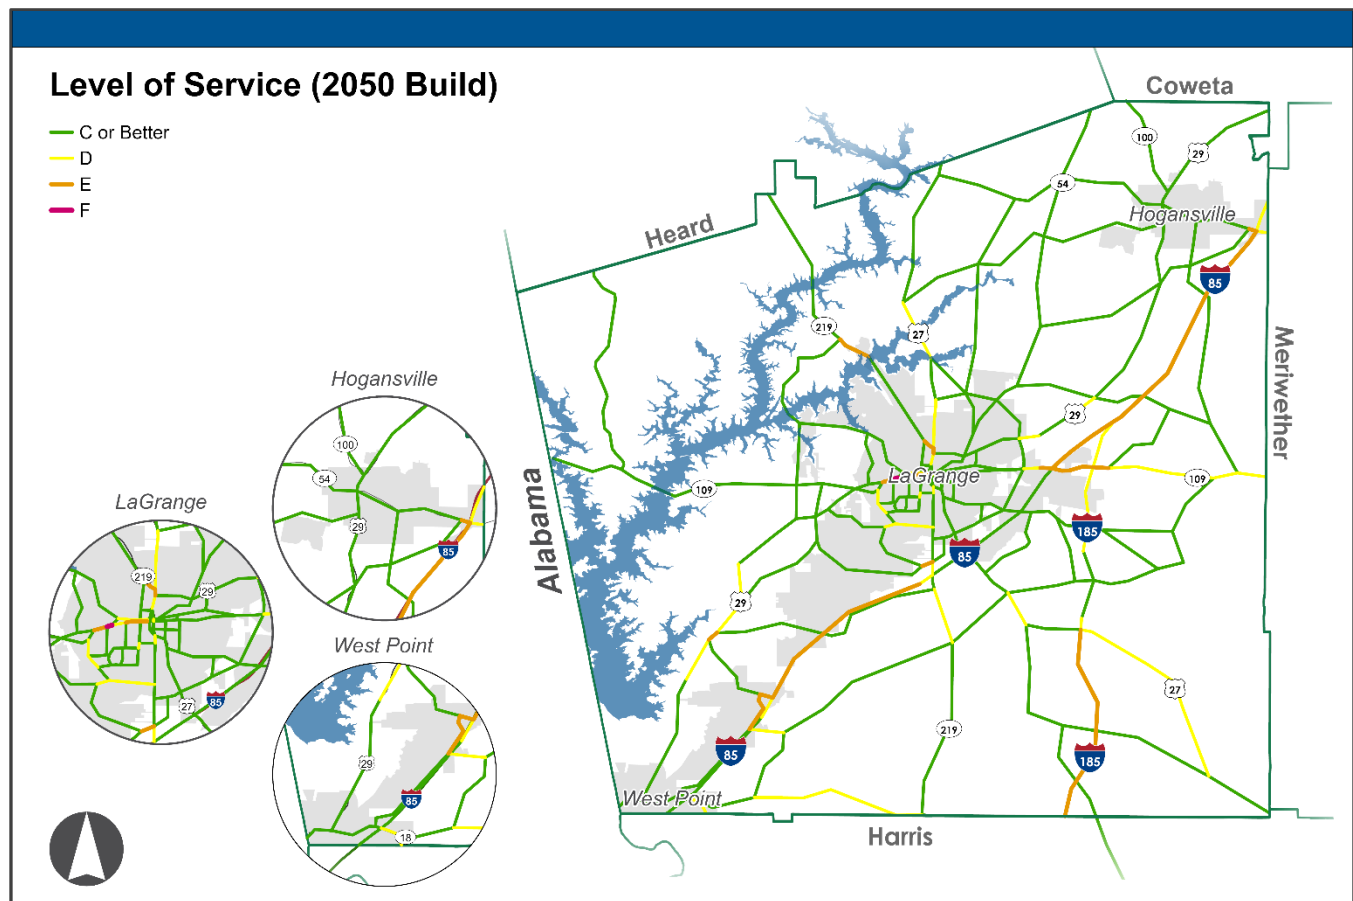 Level of Service (2050 Build)
C or Better
D
E
F
Coweta
100
29
54
Hogansville
Heard
85
219
27
Meriwether
29
Hogansville
100
54
29
85
LaGrange
109
109
Alabama
LaGrange
219
29
27
85
185
85
29
West Point
29
85
18
27
219
85
185
West Point
Harris